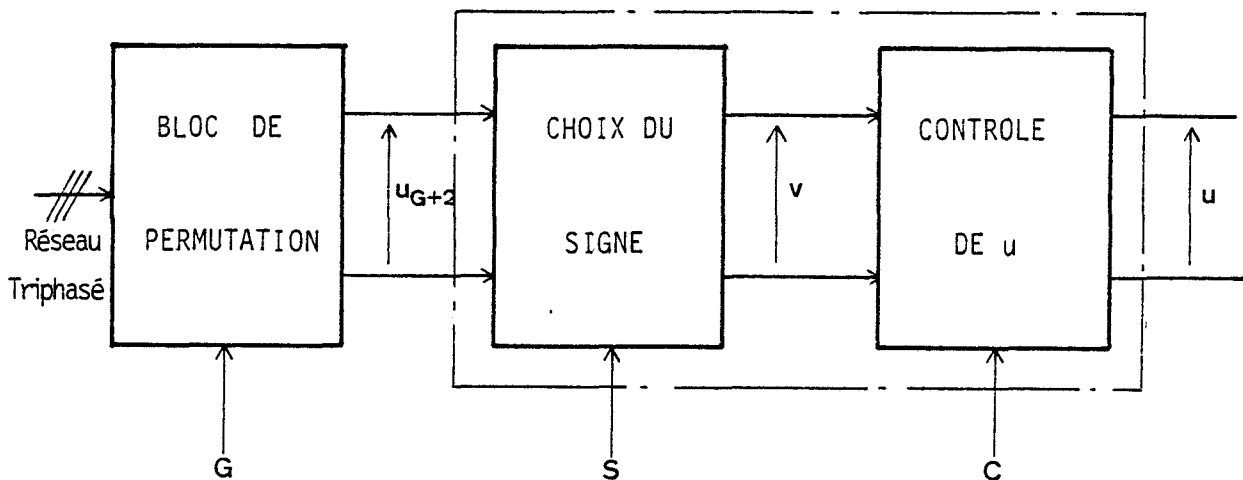 BLOC DE
PERMUTATION
CHOIX DU
SIGNE
CONTROLE
DE u
Réseau
Triphasé
uG+2
v
u
G
S
C